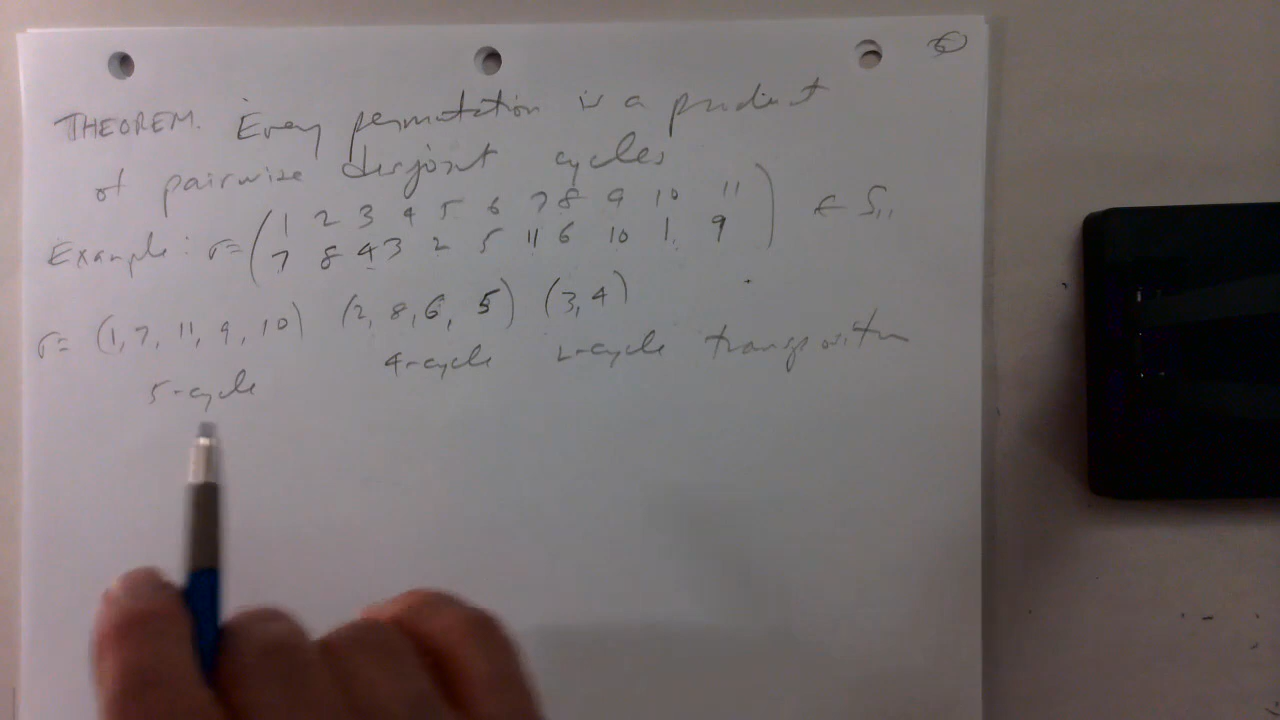 6
THEOREM. Every permutation is a product
of pairwise disjoint cycles
Example: σ= ( 1 2 3 4 5 6 7 8 9 10 11 ) ∈ S₁₁
7 8 4 3 2 5 11 6 10 1 9
σ= (1, 7, 11, 9, 10) (2, 8, 6, 5) (3, 4)
5-cycle 4-cycle 2-cycle transposition